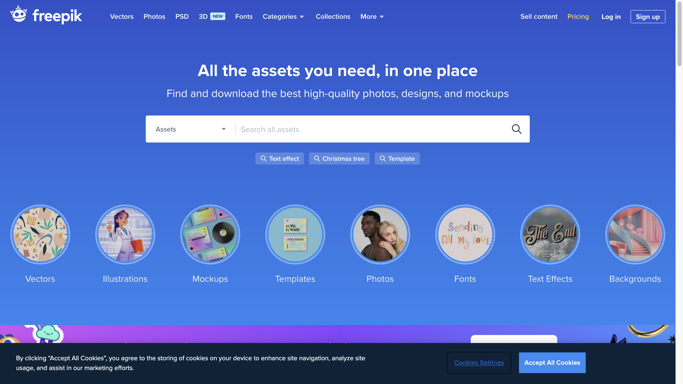 freepik
Vectors Photos PSD 3D NEW Fonts Categories Collections More Sell content Pricing Log in Sign up
All the assets you need, in one place
Find and download the best high-quality photos, designs, and mockups
Assets Search all assets
Text effect Christmas tree Template
Sending
All my love
The End
Vectors Illustrations Mockups Templates Photos Fonts Text Effects Backgrounds
By clicking “Accept All Cookies”, you agree to the storing of cookies on your device to enhance site navigation, analyze site
usage, and assist in our marketing efforts.
Cookies Settings
Accept All Cookies